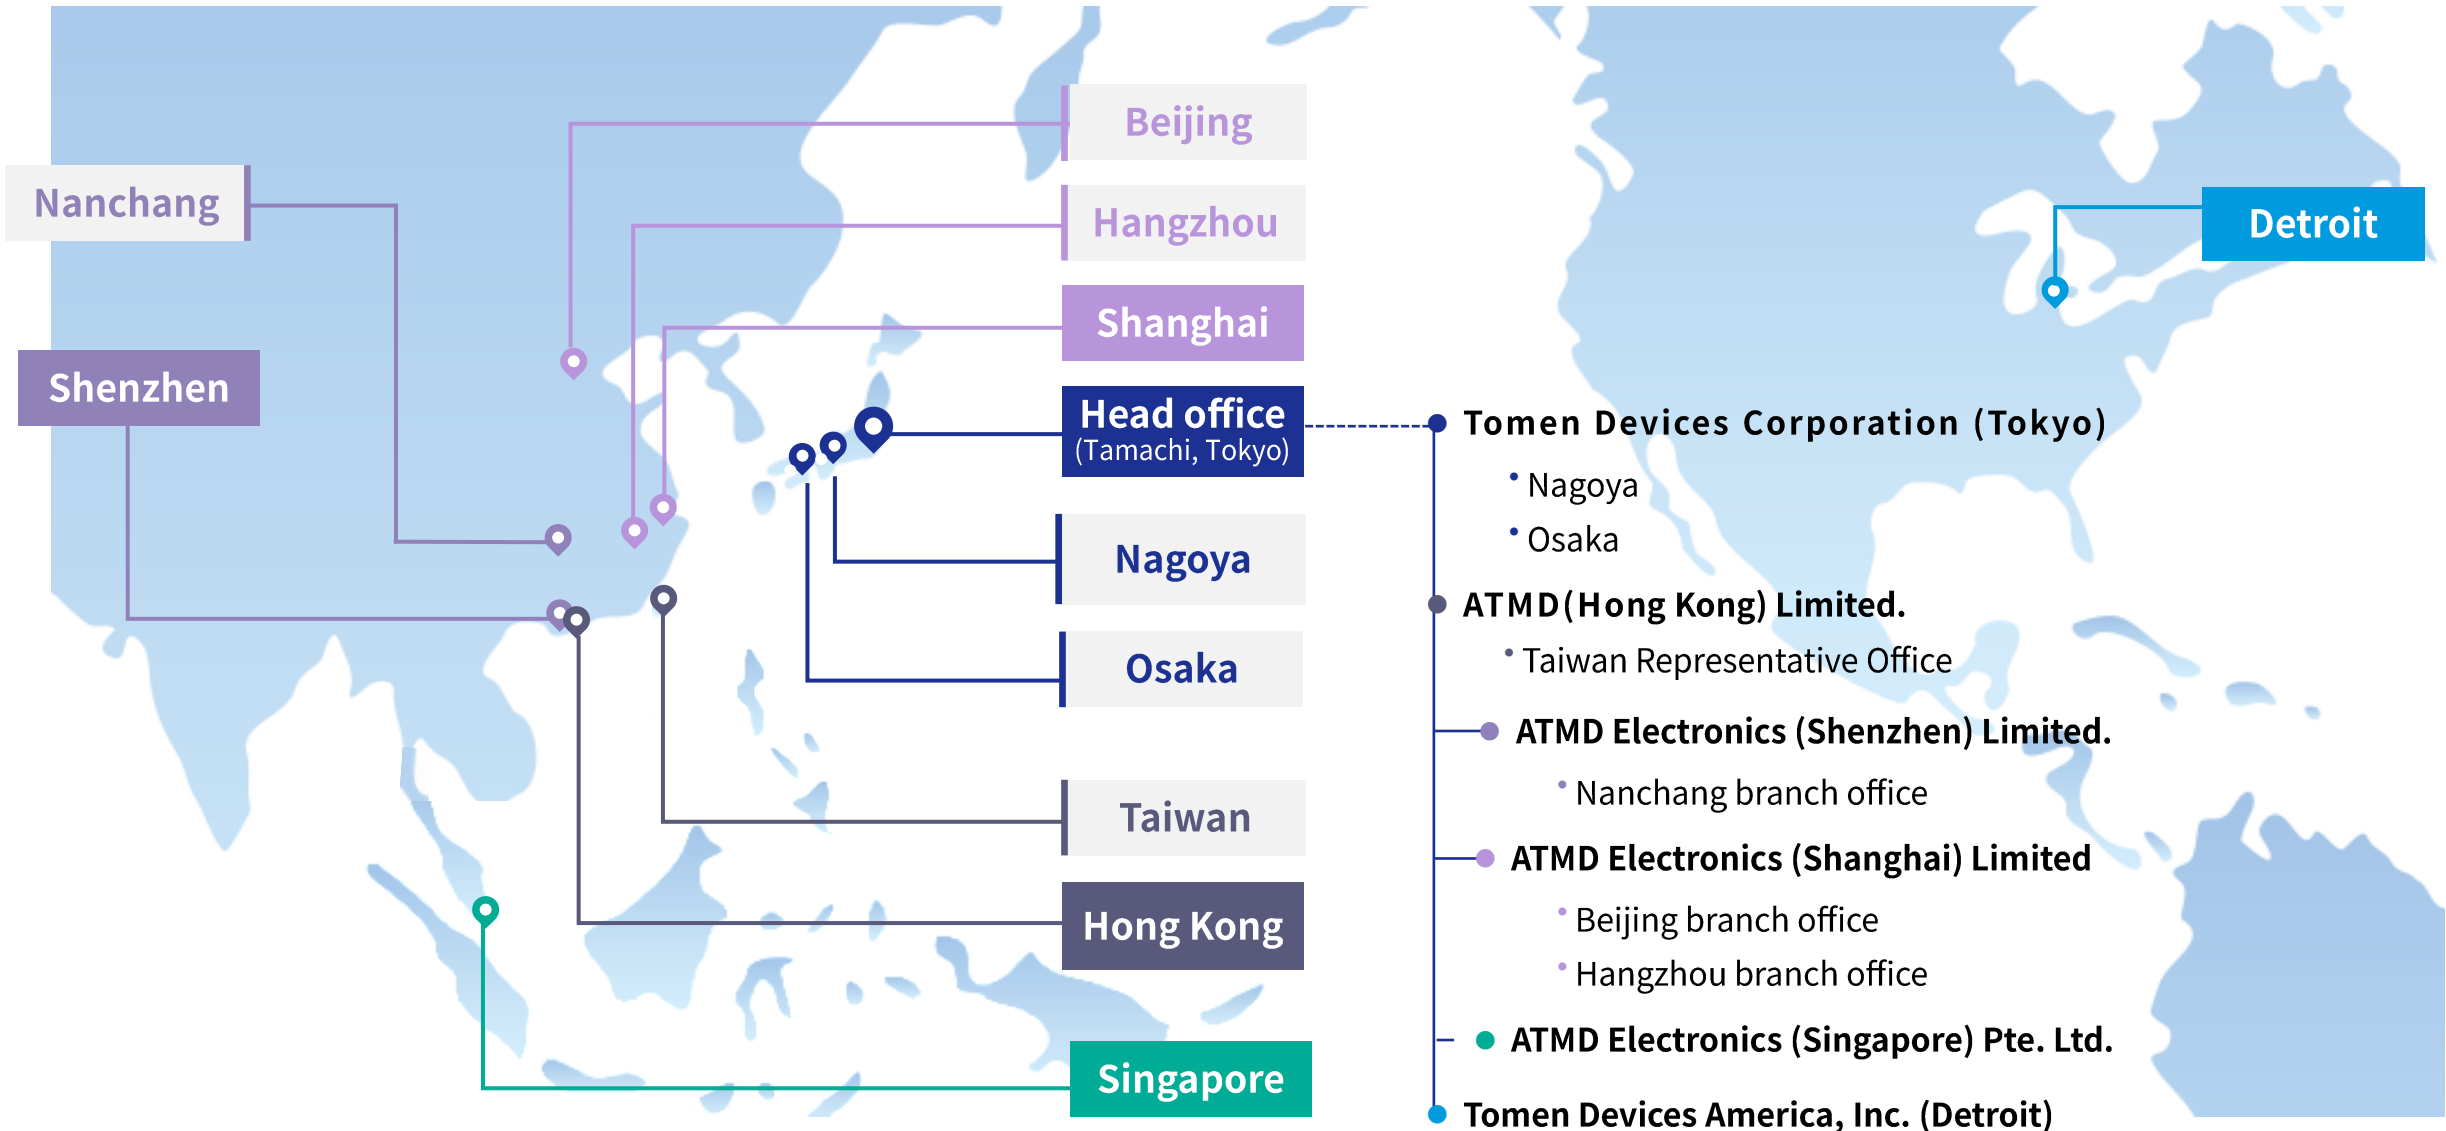 Nanchang
Shenzhen
Beijing
Hangzhou
Shanghai
Head office
(Tamachi, Tokyo)
Nagoya
Osaka
Taiwan
Hong Kong
Singapore
Detroit
Tomen Devices Corporation (Tokyo)
・Nagoya
・Osaka
ATMD(Hong Kong) Limited.
・Taiwan Representative Office
ATMD Electronics (Shenzhen) Limited.
・Nanchang branch office
ATMD Electronics (Shanghai) Limited
・Beijing branch office
・Hangzhou branch office
ATMD Electronics (Singapore) Pte. Ltd.
Tomen Devices America, Inc. (Detroit)